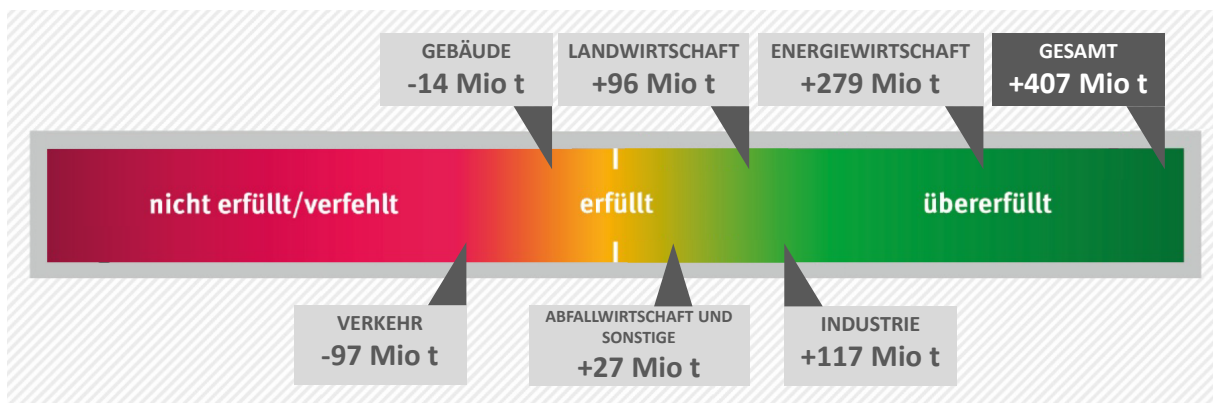 GEBÄUDE
-14 Mio t
LANDWIRTSCHAFT
+96 Mio t
ENERGIEWIRTSCHAFT
+279 Mio t
GESAMT
+407 Mio t
nicht erfüllt/verfehlt
erfüllt
übererfüllt
VERKEHR
-97 Mio t
ABFALLWIRTSCHAFT UND
SONSTIGE
+27 Mio t
INDUSTRIE
+117 Mio t